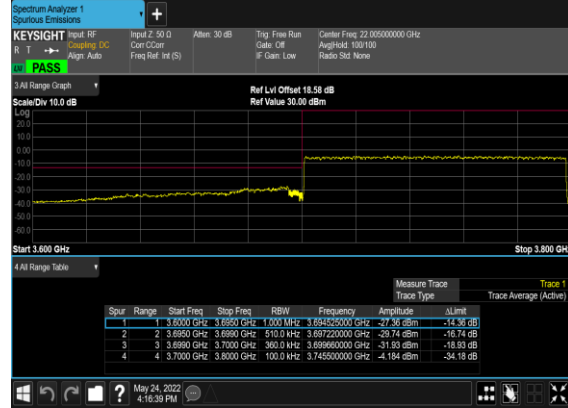 Spectrum Analyzer 1
Spurious Emissions
KEYSIGHT Input: RF Input Z: 50 Ω Atten: 30 dB Trig: Free Run Center Freq: 22.005000000 GHz
R T Coupling: DC Corr CCorr Gate: Off Avg|Hold: 100/100
Align: Auto Freq Ref: Int (S) IF Gain: Low Radio Std: None
PASS
3 All Range Graph Ref Lvl Offset 18.58 dB
Scale/Div 10.0 dB Ref Value 30.00 dBm
Log
20.0
10.0
0.00
-10.0
-20.0
-30.0
-40.0
-50.0
-60.0
Start 3.600 GHz Stop 3.800 GH
4 All Range Table
Measure Trace Trace 1
Trace Type Trace Average (Active)
Spur Range Start Freq Stop Freq RBW Frequency Amplitude ΔLimit
1 1 3.6000 GHz 3.6950 GHz 1.000 MHz 3.694525000 GHz -27.36 dBm -14.36 dB
2 2 3.6950 GHz 3.6990 GHz 510.0 kHz 3.697220000 GHz -29.74 dBm -16.74 dB
3 3 3.6990 GHz 3.7000 GHz 360.0 kHz 3.699660000 GHz -31.93 dBm -18.93 dB
4 4 3.7000 GHz 3.8000 GHz 100.0 kHz 3.745500000 GHz -4.184 dBm -34.18 dB
? May 24, 2022
4:16:39 PM